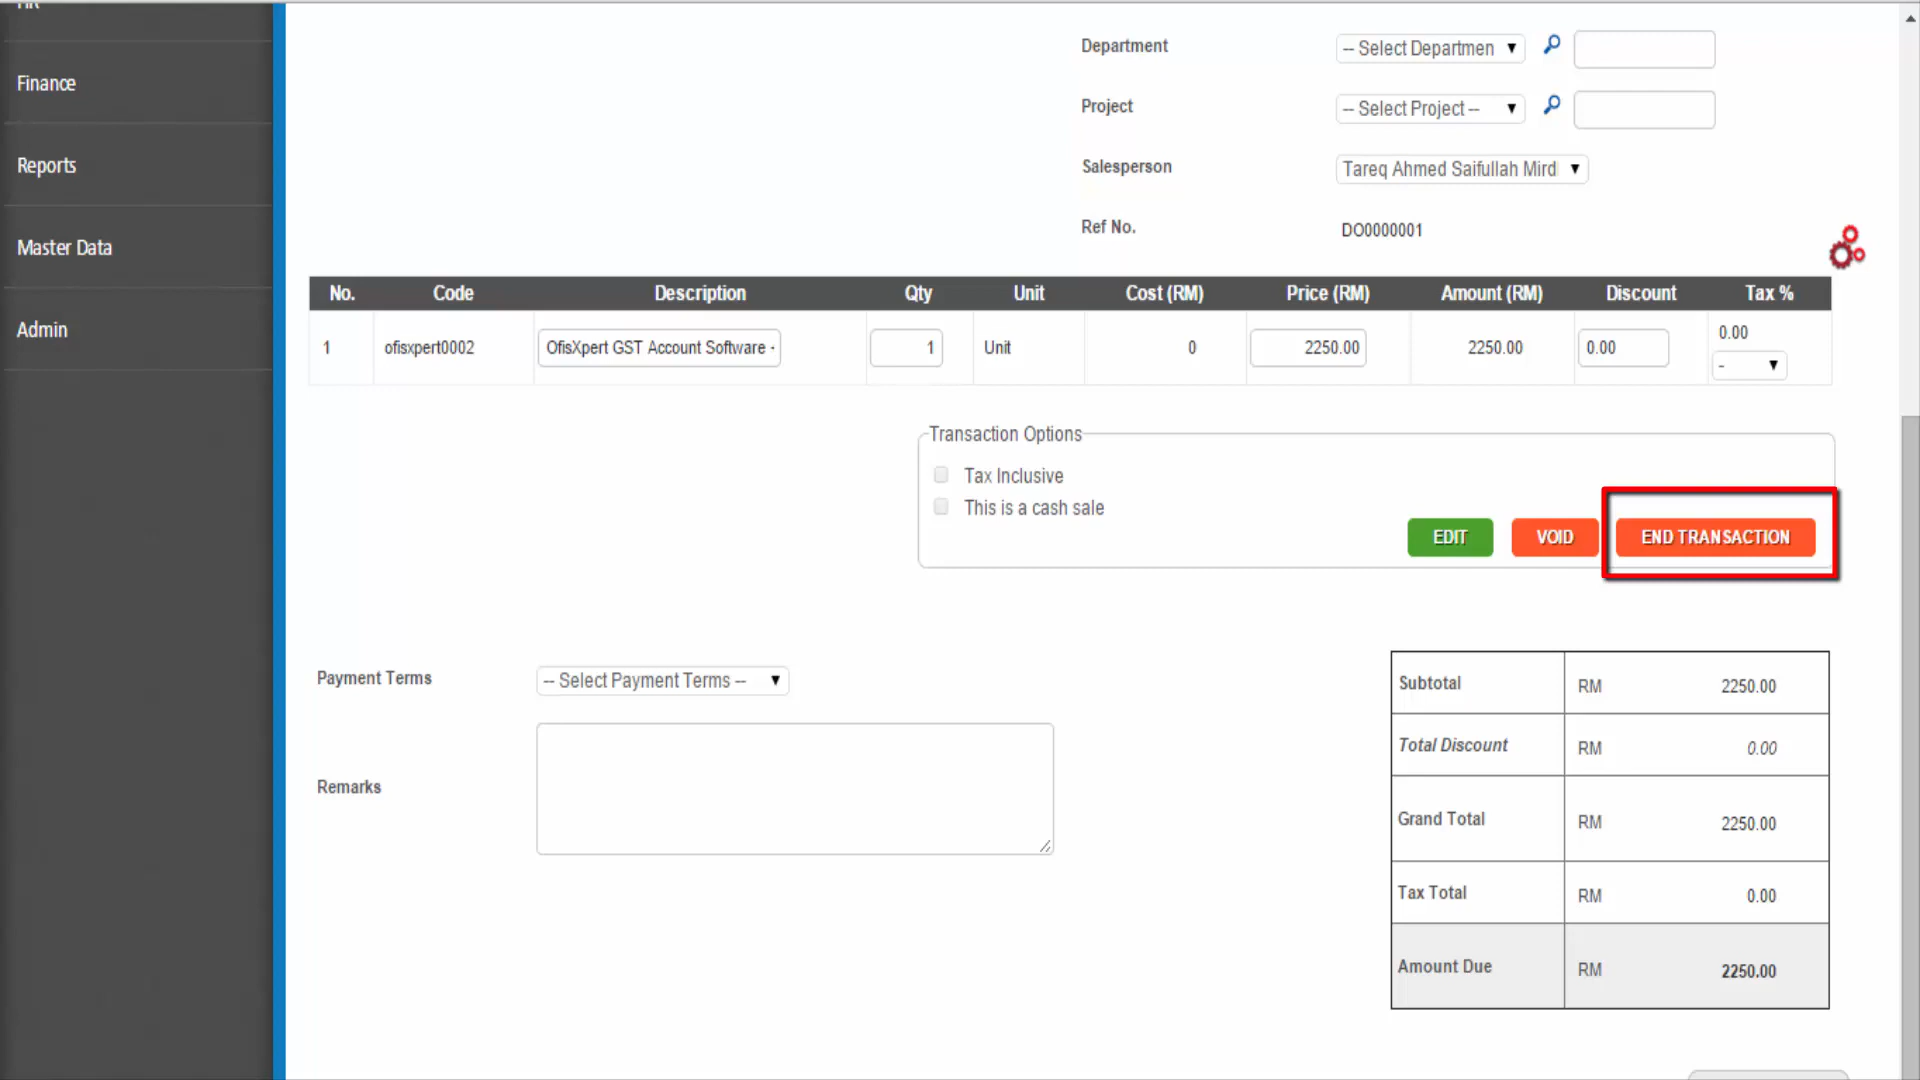 Department
-- Select Departmen
Finance
Project
-- Select Project --
Reports
Salesperson
Tareq Ahmed Saifullah Mird
Ref No.
DO0000001
Master Data
No. Code Description Qty Unit Cost (RM) Price (RM) Amount (RM) Discount Tax %
Admin
1 ofisxpert0002 OfisXpert GST Account Software - 1 Unit 0 2250.00 2250.00 0.00 0.00
-
Transaction Options
Tax Inclusive
This is a cash sale
EDIT VOID END TRANSACTION
Payment Terms
-- Select Payment Terms --
Remarks
Subtotal RM 2250.00
Total Discount RM 0.00
Grand Total RM 2250.00
Tax Total RM 0.00
Amount Due RM 2250.00